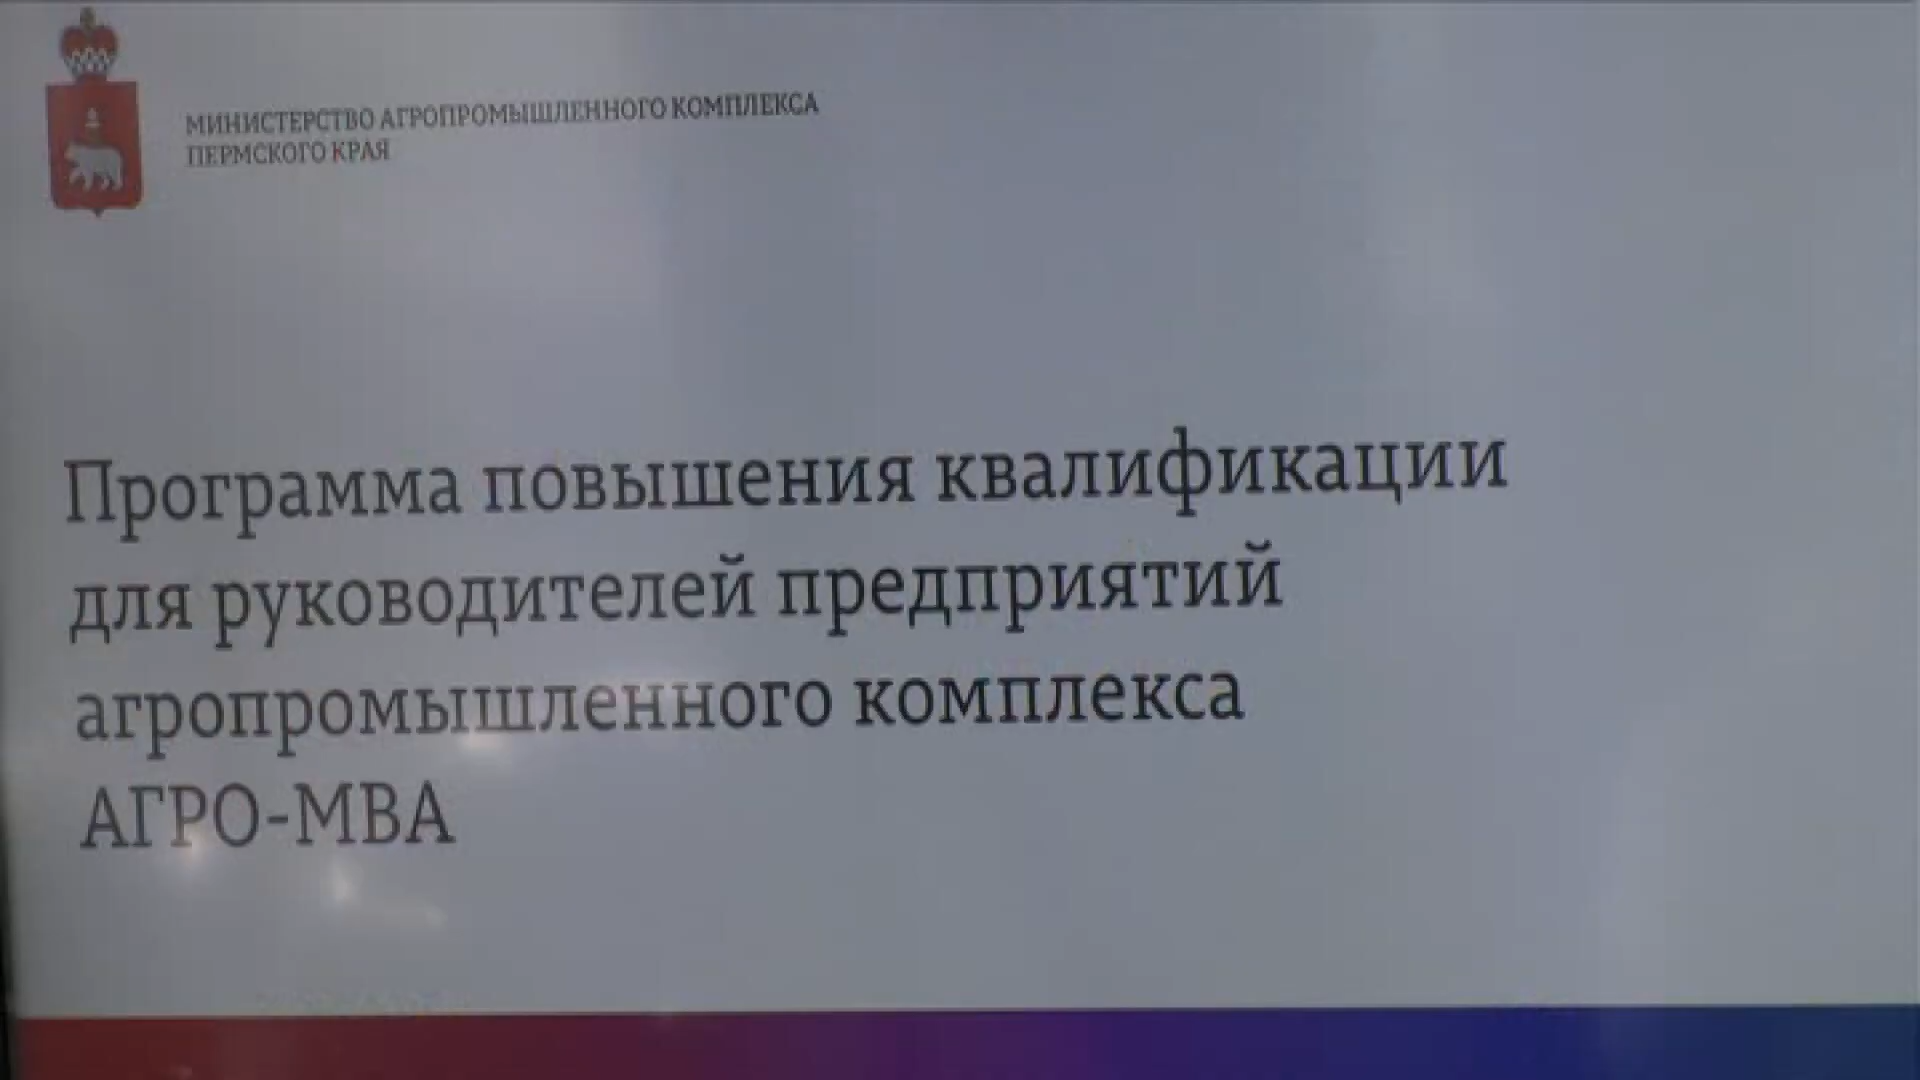 МИНИСТЕРСТВО АГРОПРОМЫШЛЕННОГО КОМПЛЕКСА
ПЕРМСКОГО КРАЯ
Программа повышения квалификации
для руководителей предприятий
агропромышленного комплекса
АГРО-МВА